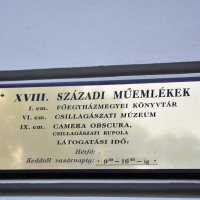 XVIII. SZÁZADI MŰEMLÉKEK
I. em. FŐEGYHÁZMEGYEI KÖNYVTÁR
VI. em. CSILLAGÁSZATI MÚZEUM
IX. em. CAMERA OBSCURA,
CSILLAGÁSZATI KUPOLA
LÁTOGATÁSI IDŐ:
Hétfő: -
Keddtől vasárnapig: 9³⁰-16³⁰-ig